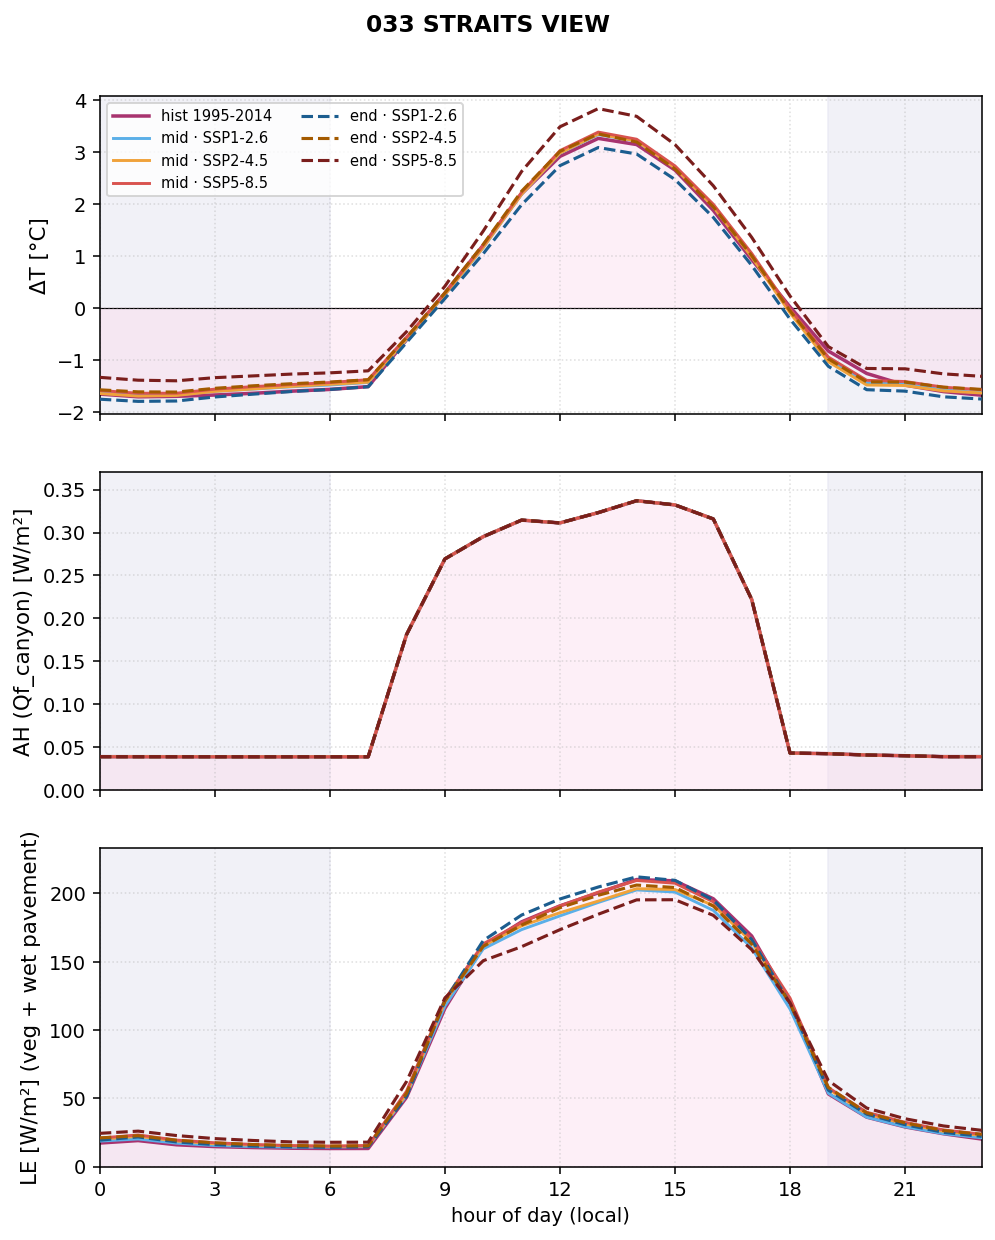 033 STRAITS VIEW
hist 1995-2014
mid · SSP1-2.6
mid · SSP2-4.5
mid · SSP5-8.5
end · SSP1-2.6
end · SSP2-4.5
end · SSP5-8.5
ΔT [°C]
4
3
2
1
0
−1
−2
AH (Qf_canyon) [W/m²]
0.35
0.30
0.25
0.20
0.15
0.10
0.05
0.00
LE [W/m²] (veg + wet pavement)
200
150
100
50
0
0 3 6 9 12 15 18 21
hour of day (local)